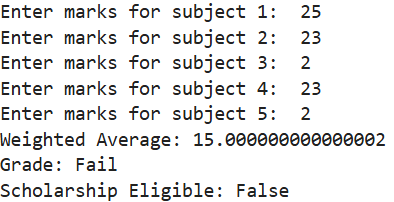 Enter marks for subject 1:  25
Enter marks for subject 2:  23
Enter marks for subject 3:  2
Enter marks for subject 4:  23
Enter marks for subject 5:  2
Weighted Average: 15.000000000000002
Grade: Fail
Scholarship Eligible: False